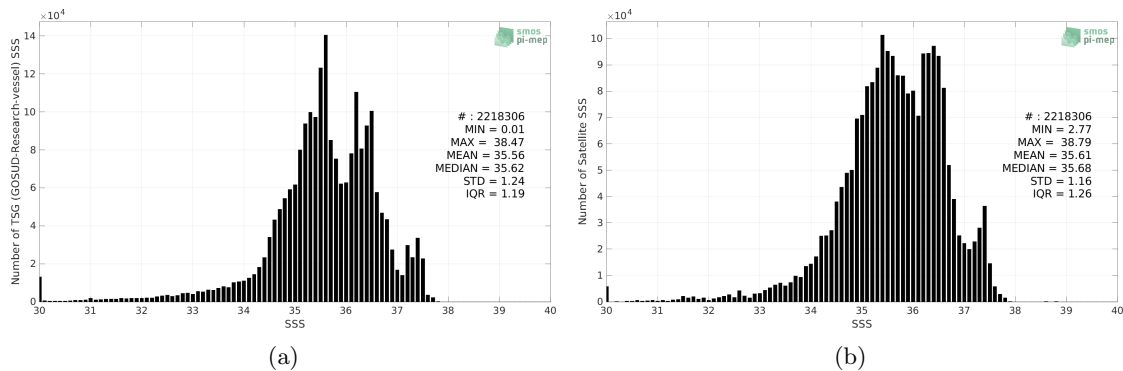 ×10⁴
14
12
10
8
6
4
2
0
Number of TSG (GOSUD-Research-vessel) SSS
30 31 32 33 34 35 36 37 38 39 40
SSS
smos
pi-mep
# : 2218306
MIN = 0.01
MAX = 38.47
MEAN = 35.56
MEDIAN = 35.62
STD = 1.24
IQR = 1.19
(a)
×10⁴
10
9
8
7
6
5
4
3
2
1
0
Number of Satellite SSS
30 31 32 33 34 35 36 37 38 39 40
SSS
smos
pi-mep
# : 2218306
MIN = 2.77
MAX = 38.79
MEAN = 35.61
MEDIAN = 35.68
STD = 1.16
IQR = 1.26
(b)